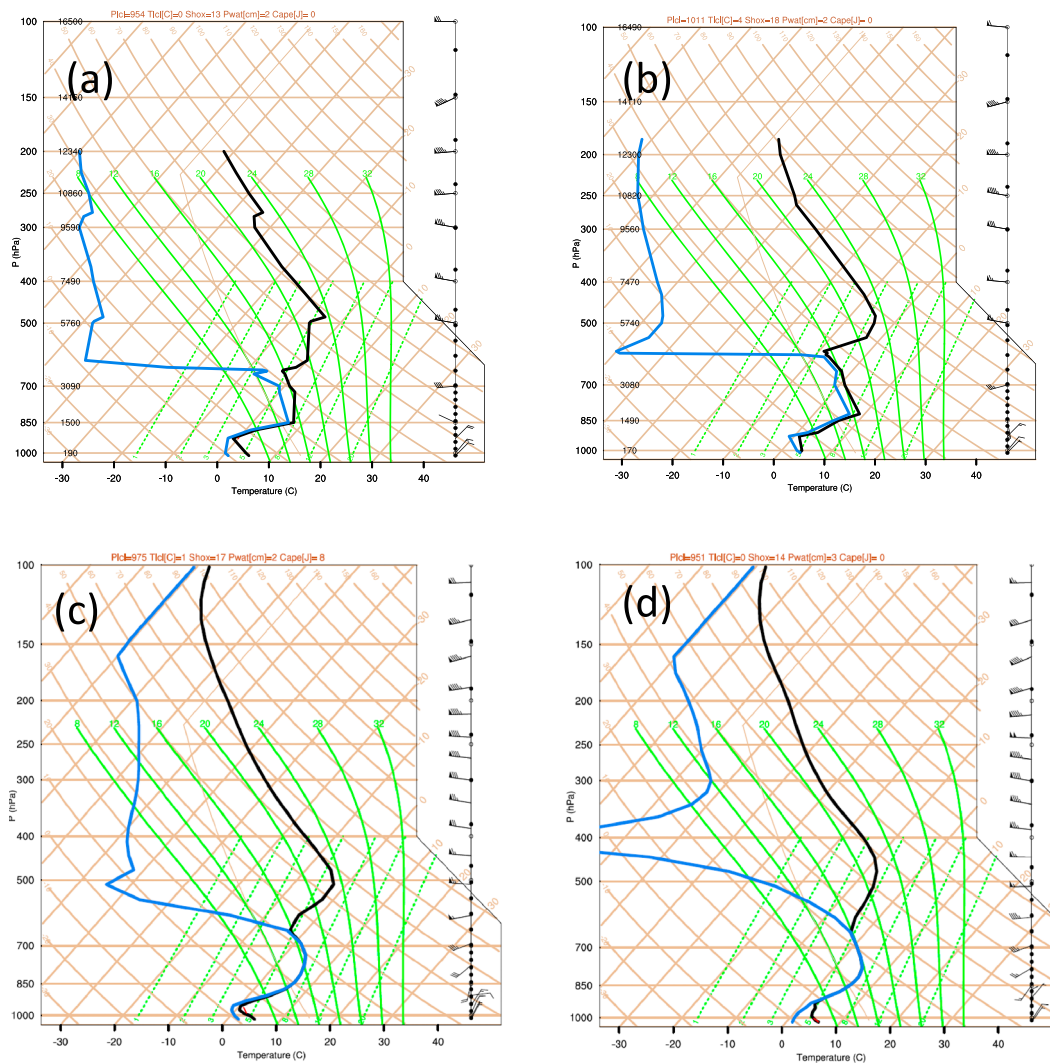 Plcl=954 Tlcl[C]=0 Shox=13 Pwat[cm]=2 Cape[J]= 0
(a)
P (hPa)
100 16500
150 14150
200 12340
250 10860
300 9590
400 7490
500 5760
700 3090
850 1500
1000 190
8 12 16 20 24 28 32
-30 -20 -10 0 10 20 30 40
Temperature (C)
Plcl=1011 Tlcl[C]=4 Shox=18 Pwat[cm]=2 Cape[J]= 0
(b)
P (hPa)
100 16490
150 14110
200 12300
250 10820
300 9560
400 7470
500 5740
700 3080
850 1490
1000 170
8 12 16 20 24 28 32
-30 -20 -10 0 10 20 30 40
Temperature (C)
Plcl=975 Tlcl[C]=1 Shox=17 Pwat[cm]=2 Cape[J]= 8
(c)
P (hPa)
100
150
200
250
300
400
500
700
850
1000
8 12 16 20 24 28 32
-30 -20 -10 0 10 20 30 40
Temperature (C)
Plcl=951 Tlcl[C]=0 Shox=14 Pwat[cm]=3 Cape[J]= 0
(d)
P (hPa)
100
150
200
250
300
400
500
700
850
1000
8 12 16 20 24 28 32
-30 -20 -10 0 10 20 30 40
Temperature (C)